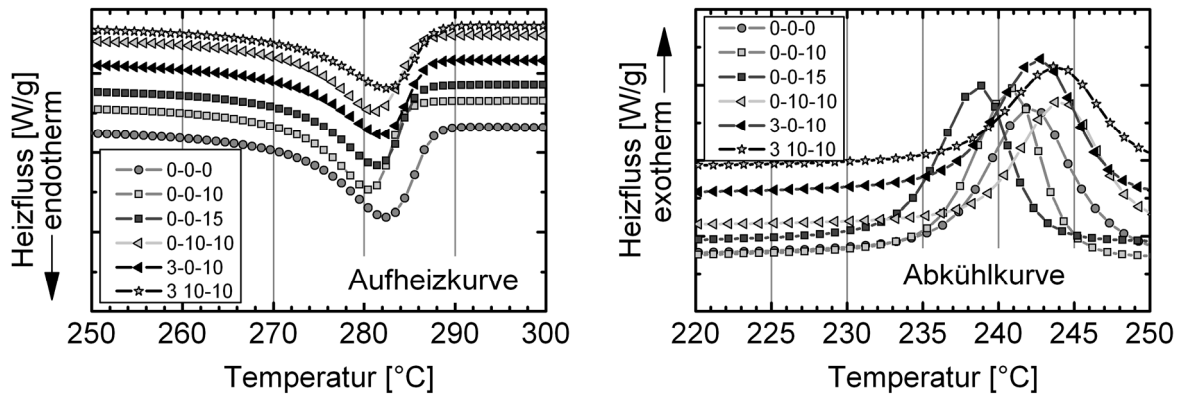 Heizfluss [W/g]
endotherm
0-0-0
0-0-10
0-0-15
0-10-10
3-0-10
3 10-10
Aufheizkurve
250 260 270 280 290 300
Temperatur [°C]
Heizfluss [W/g]
exotherm
0-0-0
0-0-10
0-0-15
0-10-10
3-0-10
3 10-10
Abkühlkurve
220 225 230 235 240 245 250
Temperatur [°C]